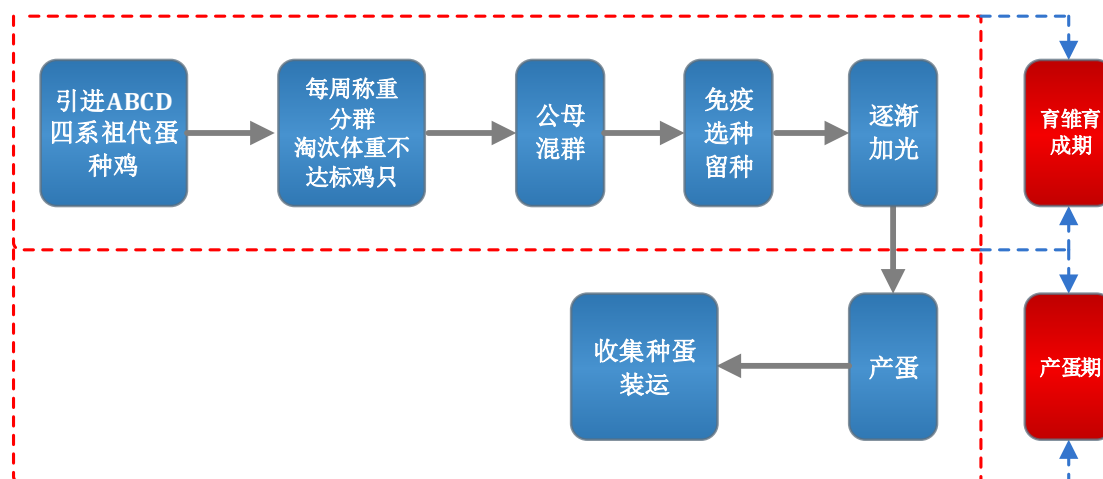 引进ABCD
四系祖代蛋
种鸡
每周称重
分群
淘汰体重不
达标鸡只
公母
混群
免疫
选种
留种
逐渐
加光
育雏育
成期
收集种蛋
装运
产蛋
产蛋期